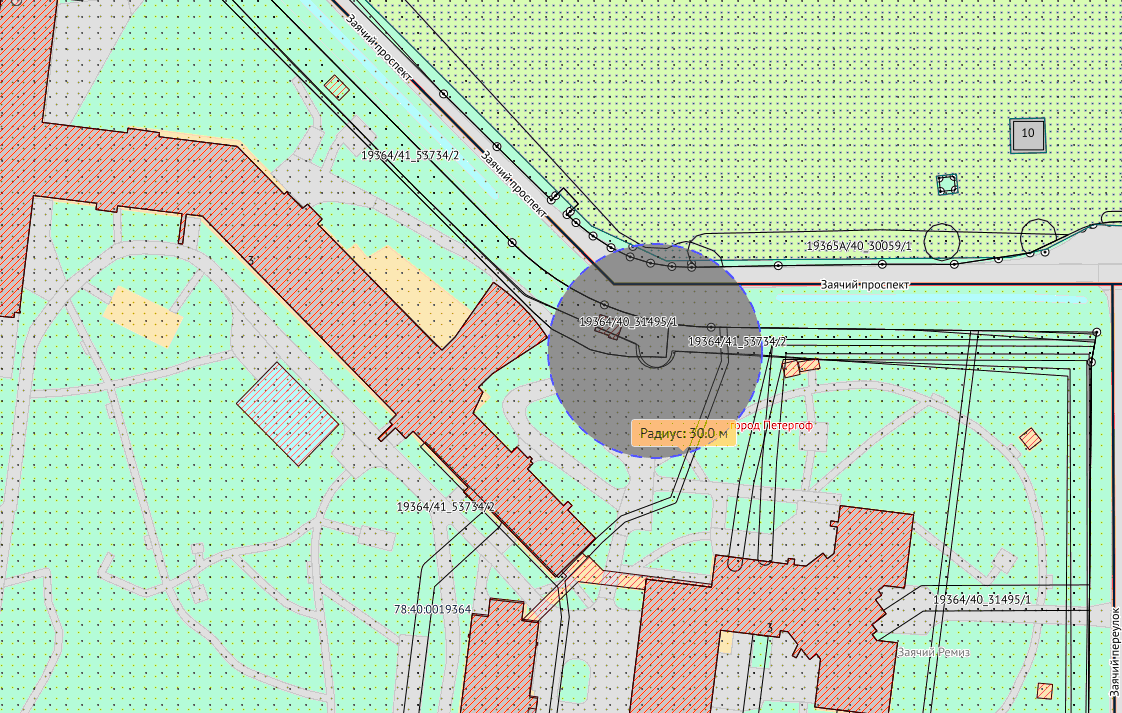 Заячий проспект
10
19364/41_53734/2
Заячий проспект
19365А/40_30059/1
3
Заячий проспект
19364/40_31495/1
19364/41_53734/2
город Петергоф
Радиус: 30.0 м
19364/41_53734/2
19364/40_31495/1
78:40:0019364
3
Заячий Ремиз
Заячий переулок